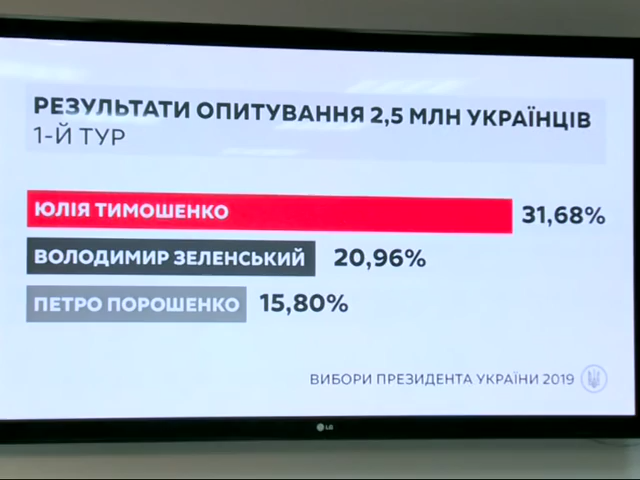 РЕЗУЛЬТАТИ ОПИТУВАННЯ 2,5 МЛН УКРАЇНЦІВ
1-Й ТУР
ЮЛІЯ ТИМОШЕНКО 31,68%
ВОЛОДИМИР ЗЕЛЕНСЬКИЙ 20,96%
ПЕТРО ПОРОШЕНКО 15,80%
ВИБОРИ ПРЕЗИДЕНТА УКРАЇНИ 2019
LG